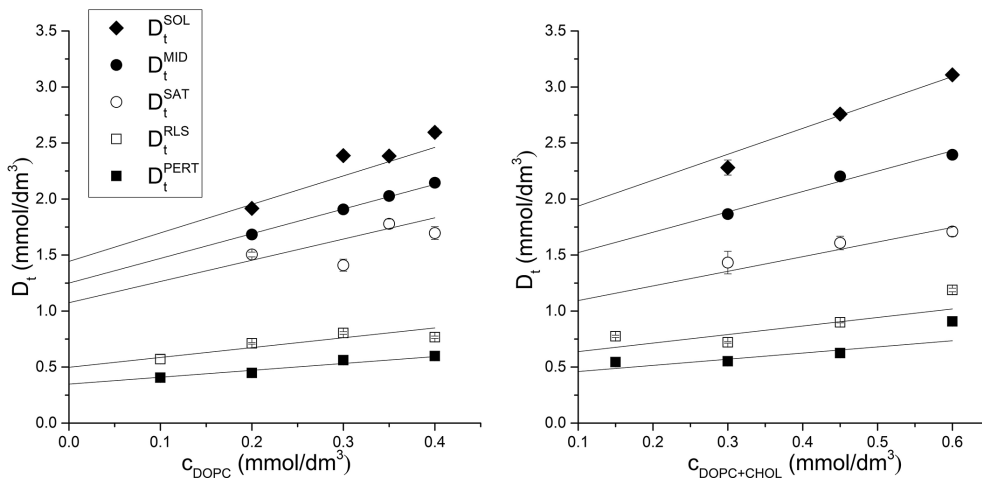 D_t^SOL
D_t^MID
D_t^SAT
D_t^RLS
D_t^PERT
3.5
3.0
2.5
2.0
1.5
1.0
0.5
0.0
D_t (mmol/dm^3)
0.0 0.1 0.2 0.3 0.4
c_DOPC (mmol/dm^3)
3.5
3.0
2.5
2.0
1.5
1.0
0.5
0.0
D_t (mmol/dm^3)
0.1 0.2 0.3 0.4 0.5 0.6
c_DOPC+CHOL (mmol/dm^3)